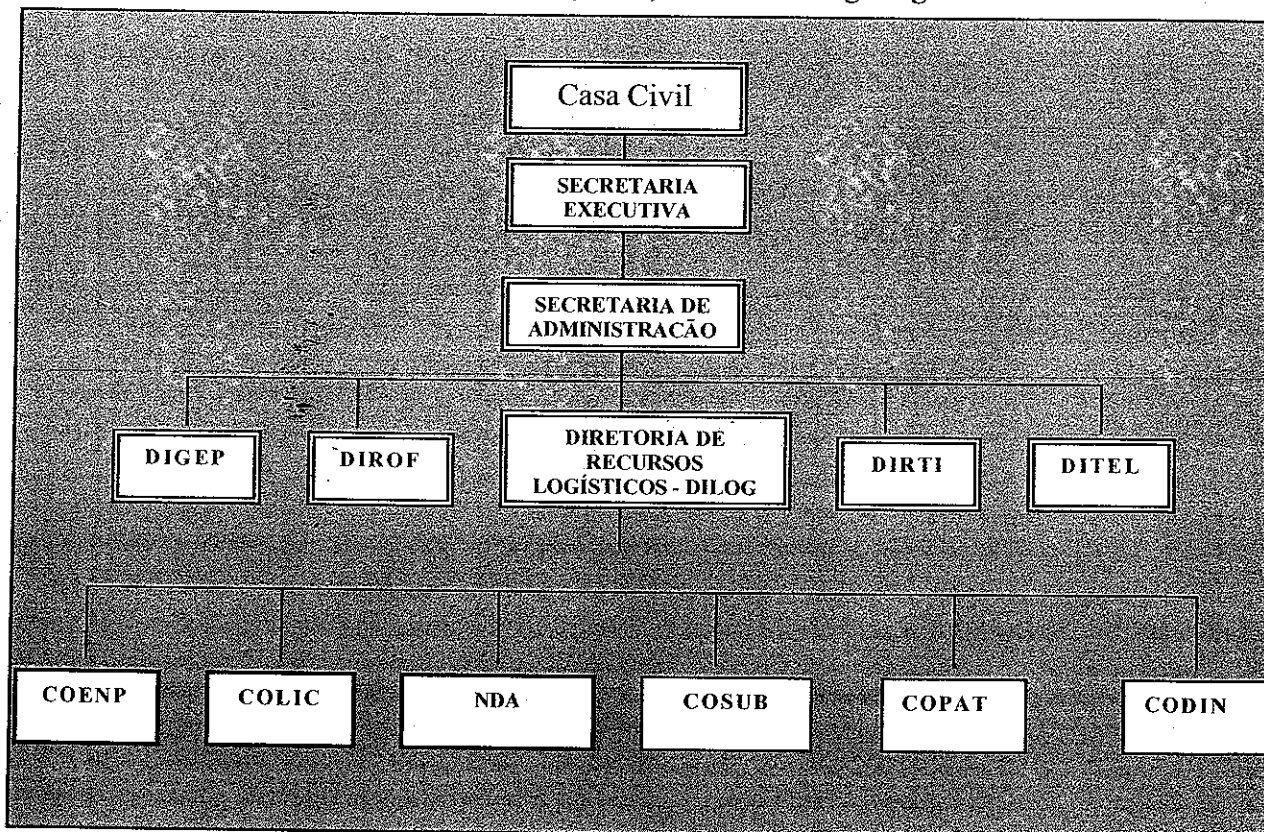 Casa Civil
SECRETARIA
EXECUTIVA
SECRETARIA DE
ADMINISTRAÇÃO
DIGEP
DIROF
DIRETORIA DE
RECURSOS
LOGÍSTICOS - DILOG
DIRTI
DITEL
COENP
COLIC
NDA
COSUB
COPAT
CODIN